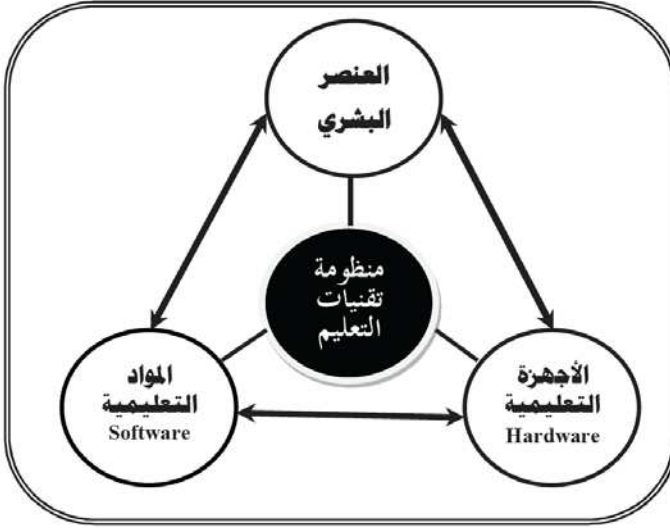 العنصر
البشري
منظومة
تقنيات
التعليم
الأجهزة
التعليمية
Hardware
المواد
التعليمية
Software